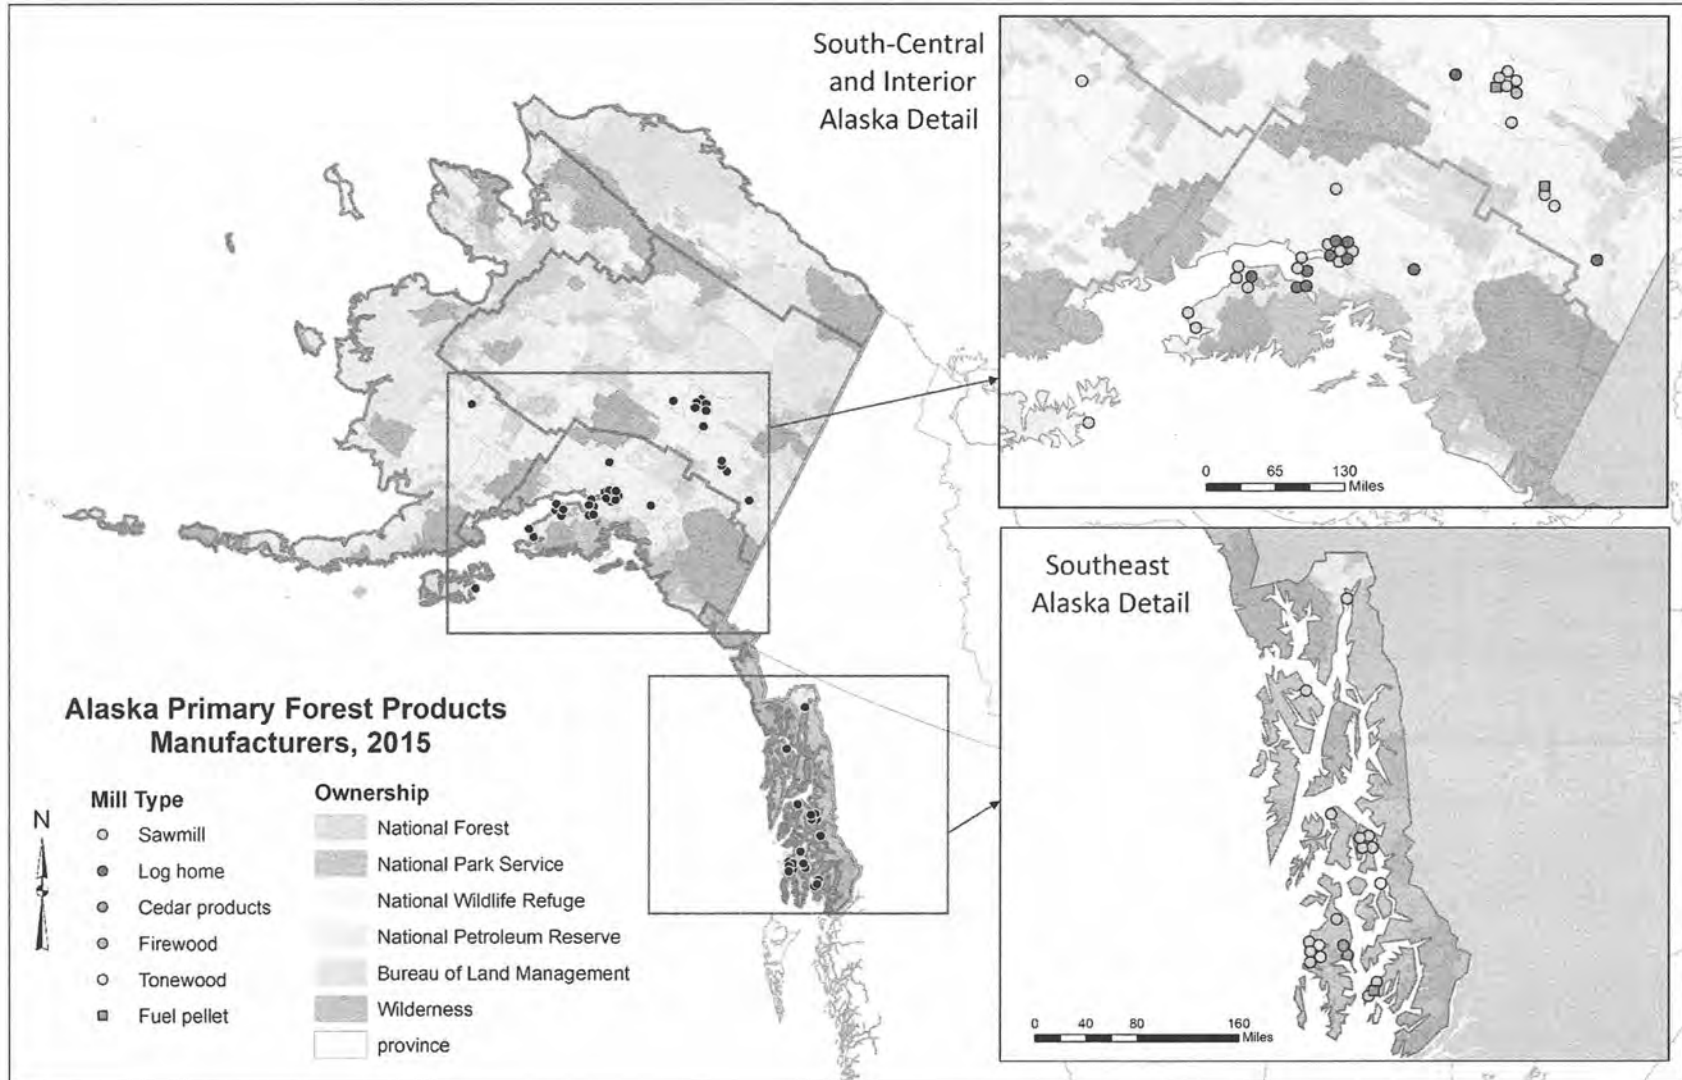 South-Central
and Interior
Alaska Detail
0 65 130
Miles
Southeast
Alaska Detail
0 40 80 160
Miles
Alaska Primary Forest Products
Manufacturers, 2015
N
Mill Type
Sawmill
Log home
Cedar products
Firewood
Tonewood
Fuel pellet
Ownership
National Forest
National Park Service
National Wildlife Refuge
National Petroleum Reserve
Bureau of Land Management
Wilderness
province